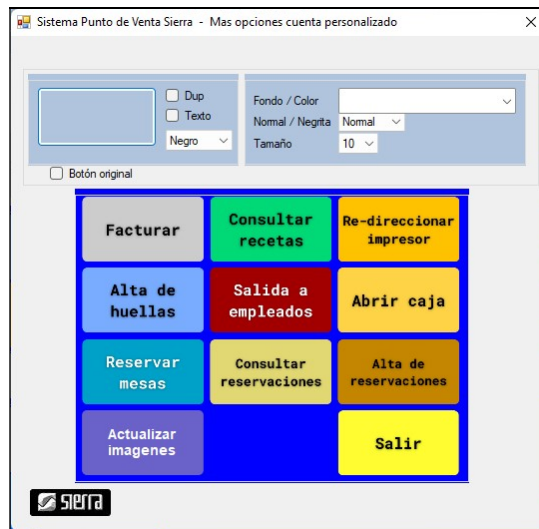 Sistema Punto de Venta Sierra - Mas opciones cuenta personalizado
Dup
Texto
Negro
Fondo / Color
Normal / Negrita Normal
Tamaño 10
Botón original
Facturar
Consultar
recetas
Re-direccionar
impresor
Alta de
huellas
Salida a
empleados
Abrir caja
Reservar
mesas
Consultar
reservaciones
Alta de
reservaciones
Actualizar
imagenes
Salir
sierra